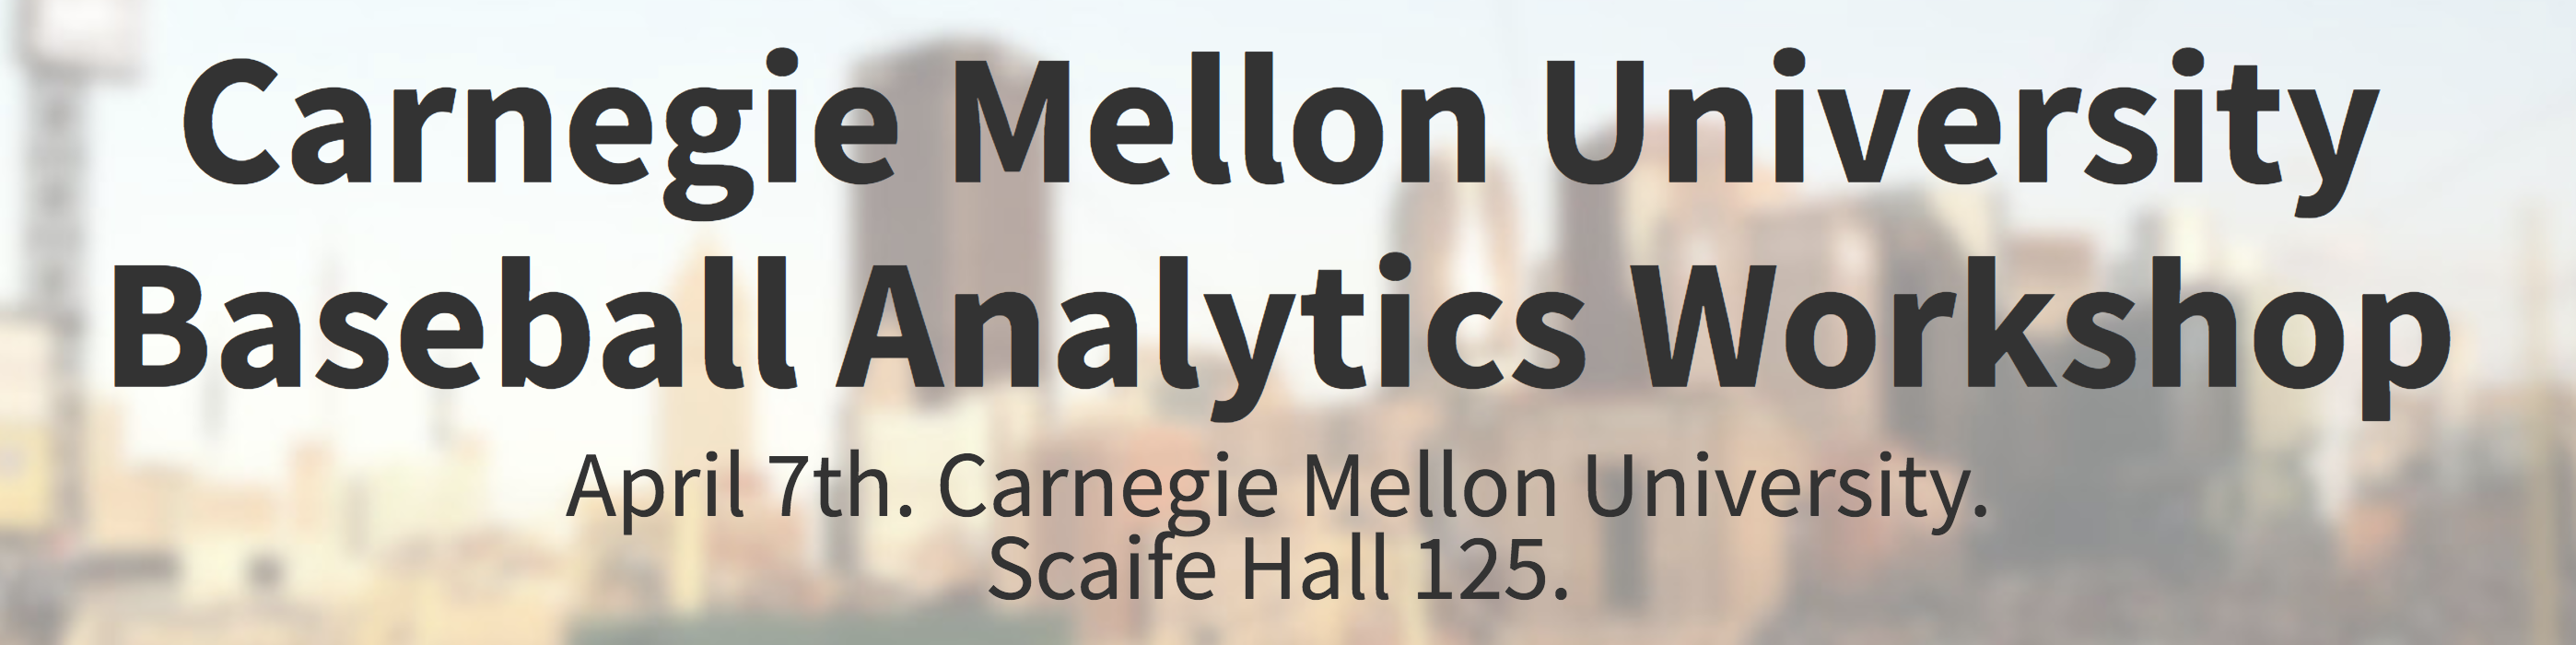 Carnegie Mellon University
Baseball Analytics Workshop
April 7th. Carnegie Mellon University.
Scaife Hall 125.